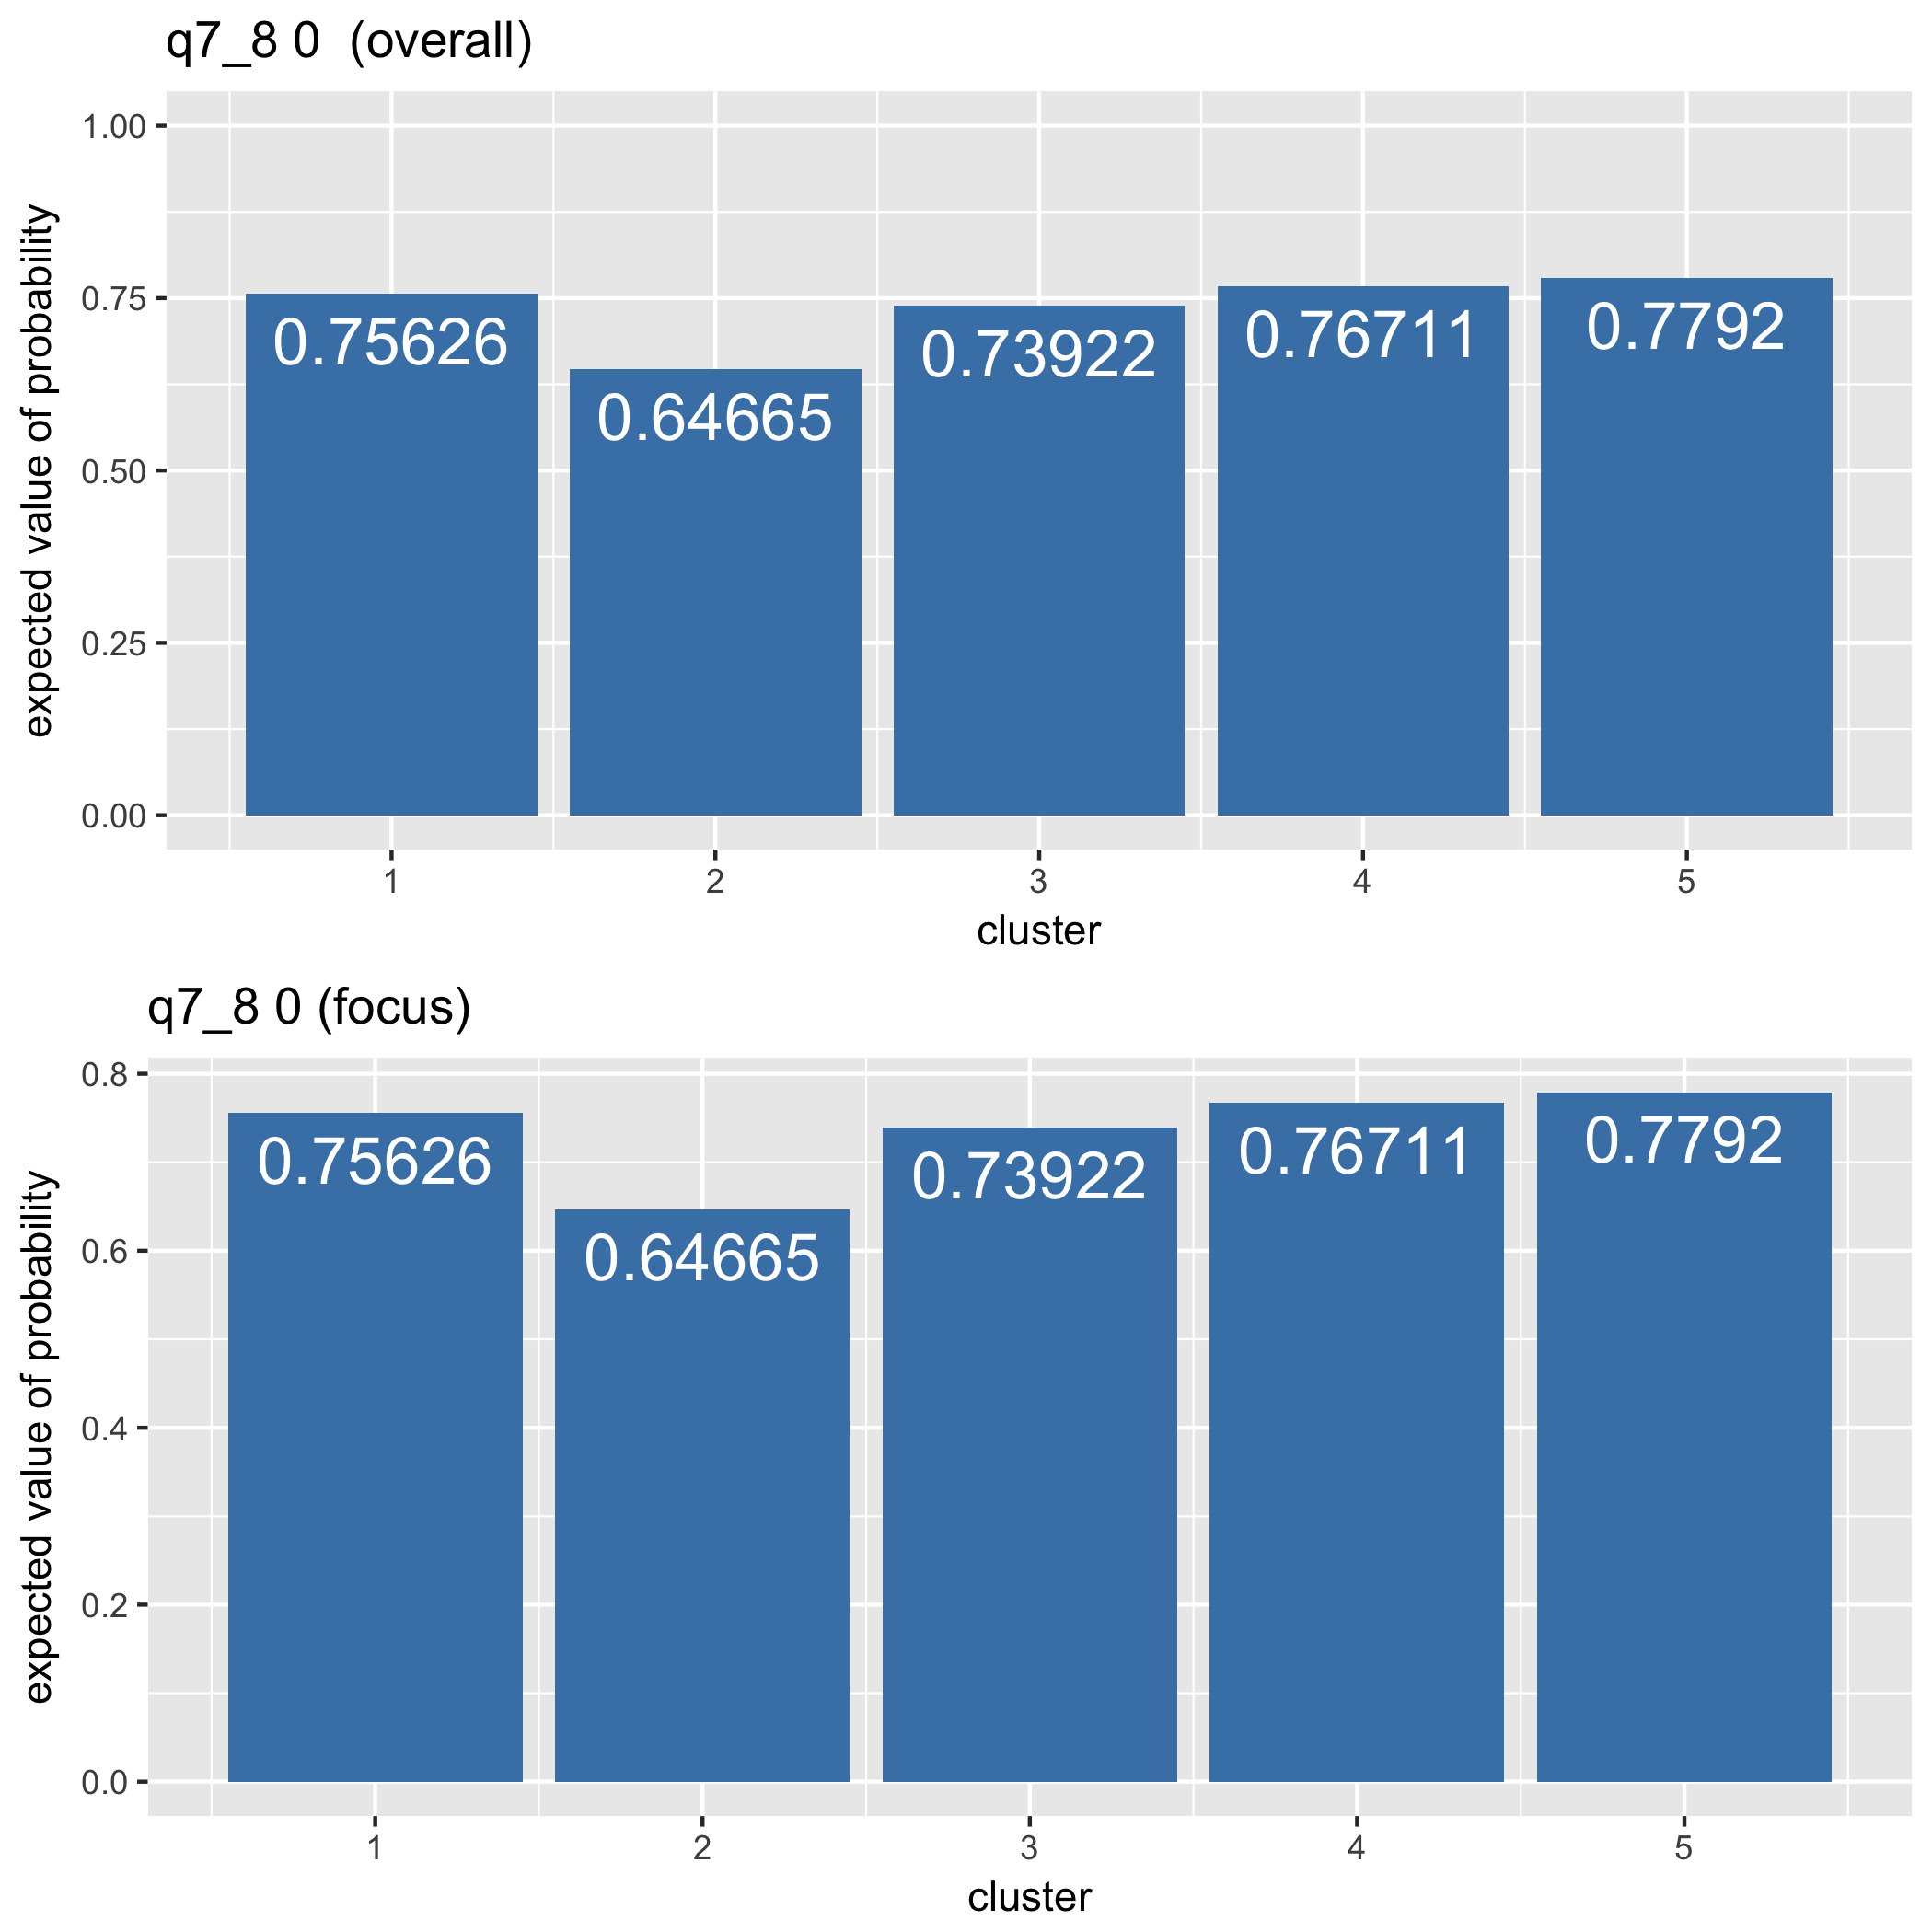 q7_8 0  (overall)
expected value of probability
1.00
0.75
0.50
0.25
0.00
0.75626
0.64665
0.73922
0.76711
0.7792
1 2 3 4 5
cluster
q7_8 0 (focus)
expected value of probability
0.8
0.6
0.4
0.2
0.0
0.75626
0.64665
0.73922
0.76711
0.7792
1 2 3 4 5
cluster